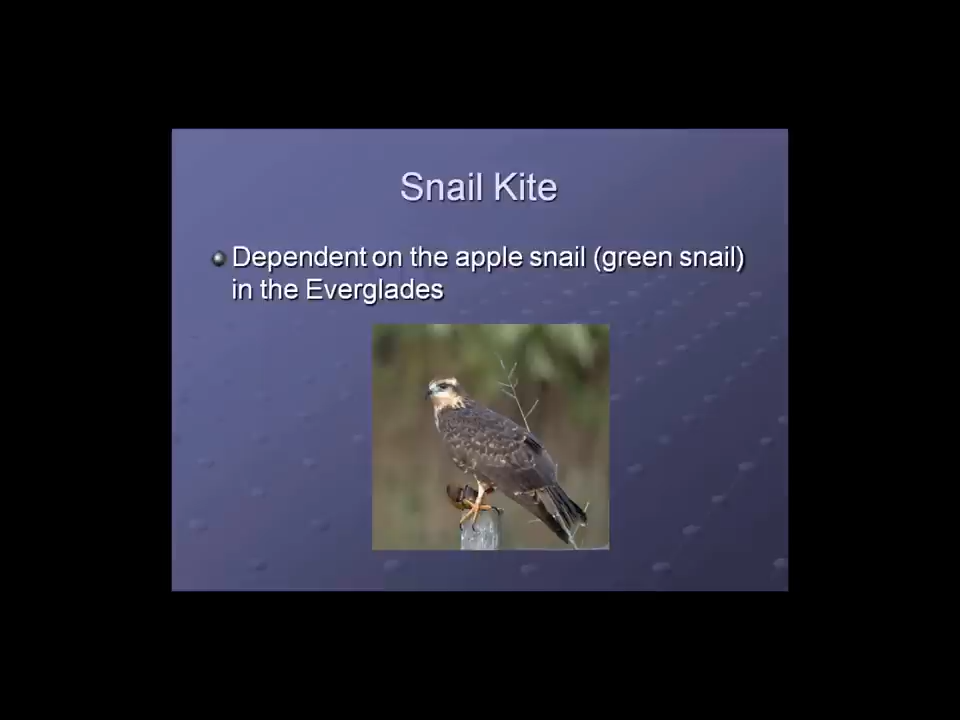 Snail Kite
Dependent on the apple snail (green snail)
in the Everglades